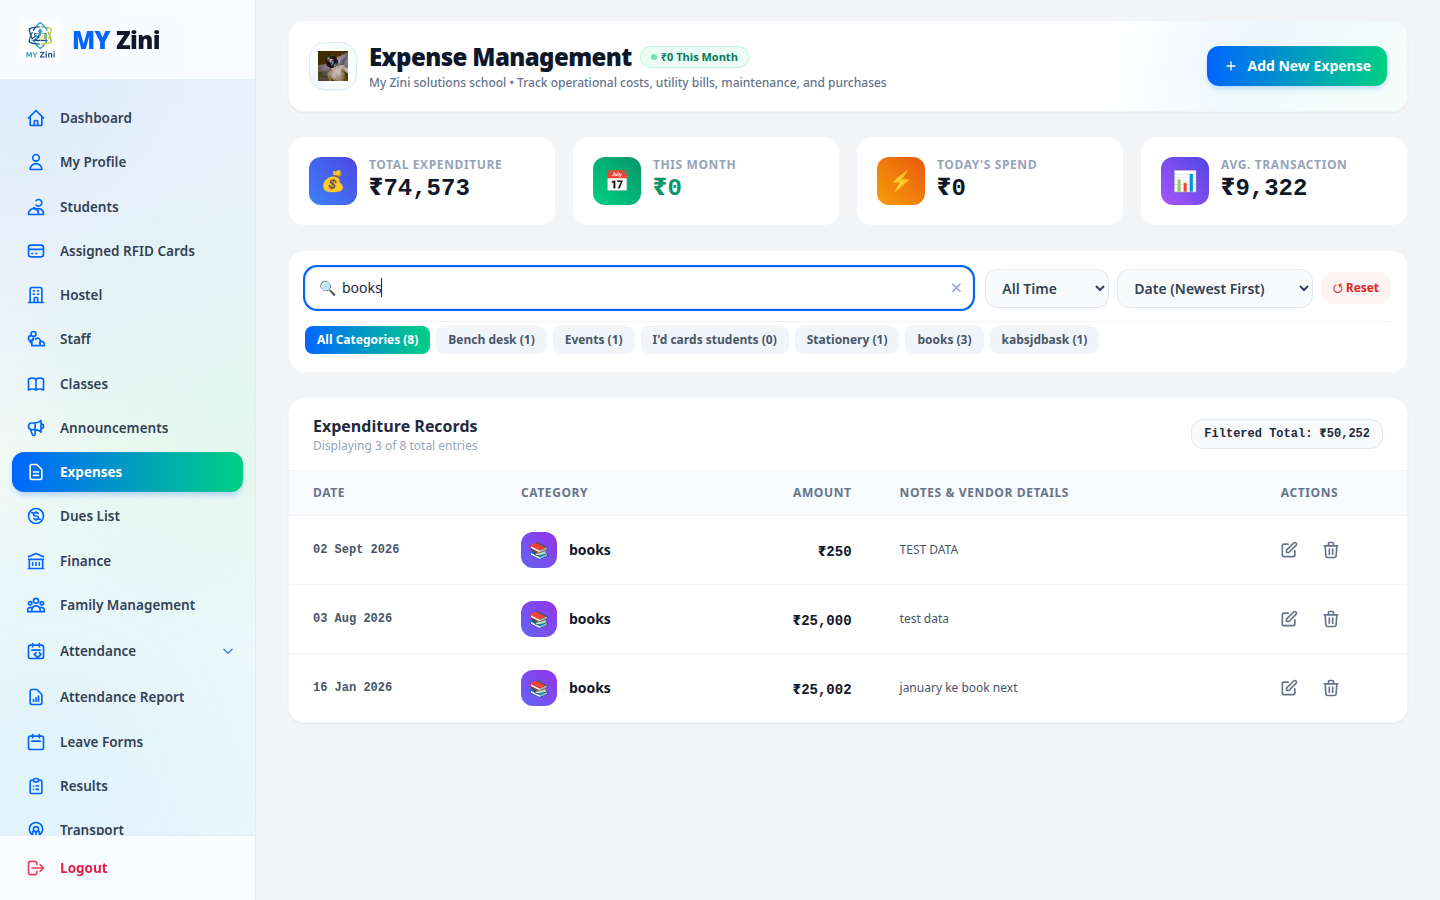 MY Zini
MY Zini
Dashboard
My Profile
Students
Assigned RFID Cards
Hostel
Staff
Classes
Announcements
Expenses
Dues List
Finance
Family Management
Attendance
Attendance Report
Leave Forms
Results
Transport
Logout
Expense Management
₹0 This Month
My Zini solutions school • Track operational costs, utility bills, maintenance, and purchases
+ Add New Expense
TOTAL EXPENDITURE
₹74,573
THIS MONTH
₹0
TODAY'S SPEND
₹0
AVG. TRANSACTION
₹9,322
books
All Time
Date (Newest First)
Reset
All Categories (8)
Bench desk (1)
Events (1)
I'd cards students (0)
Stationery (1)
books (3)
kabsjdbask (1)
Expenditure Records
Displaying 3 of 8 total entries
Filtered Total: ₹50,252
DATE CATEGORY AMOUNT NOTES & VENDOR DETAILS ACTIONS
02 Sept 2026 books ₹250 TEST DATA
03 Aug 2026 books ₹25,000 test data
16 Jan 2026 books ₹25,002 january ke book next